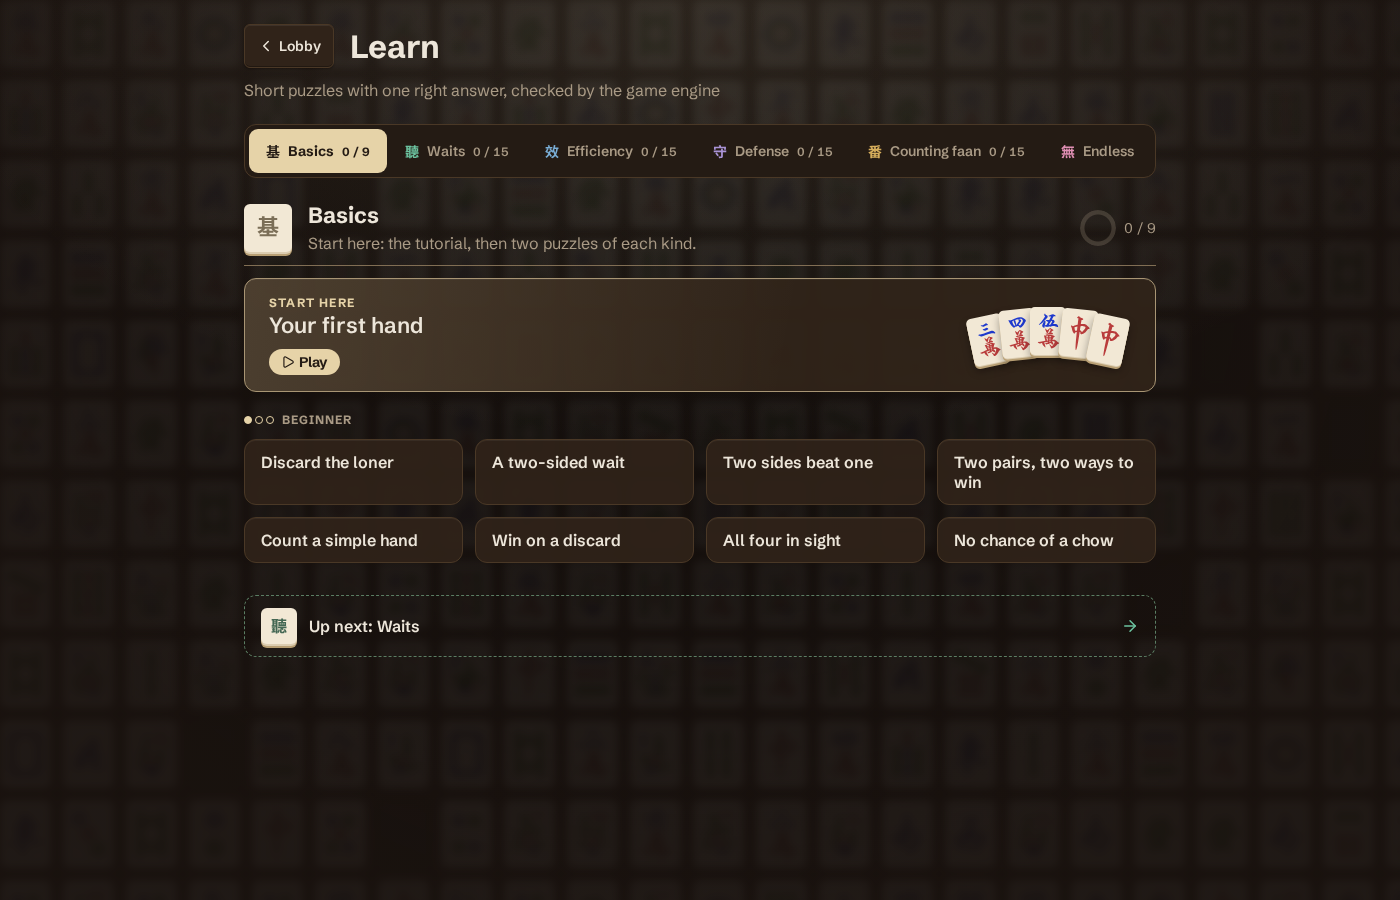 Lobby
Learn
Short puzzles with one right answer, checked by the game engine
基 Basics 0 / 9
聽 Waits 0 / 15
效 Efficiency 0 / 15
守 Defense 0 / 15
番 Counting faan 0 / 15
無 Endless
基
Basics
Start here: the tutorial, then two puzzles of each kind.
0 / 9
START HERE
Your first hand
Play
三萬 四萬 伍萬 中 中
BEGINNER
Discard the loner
A two-sided wait
Two sides beat one
Two pairs, two ways to
win
Count a simple hand
Win on a discard
All four in sight
No chance of a chow
聽 Up next: Waits